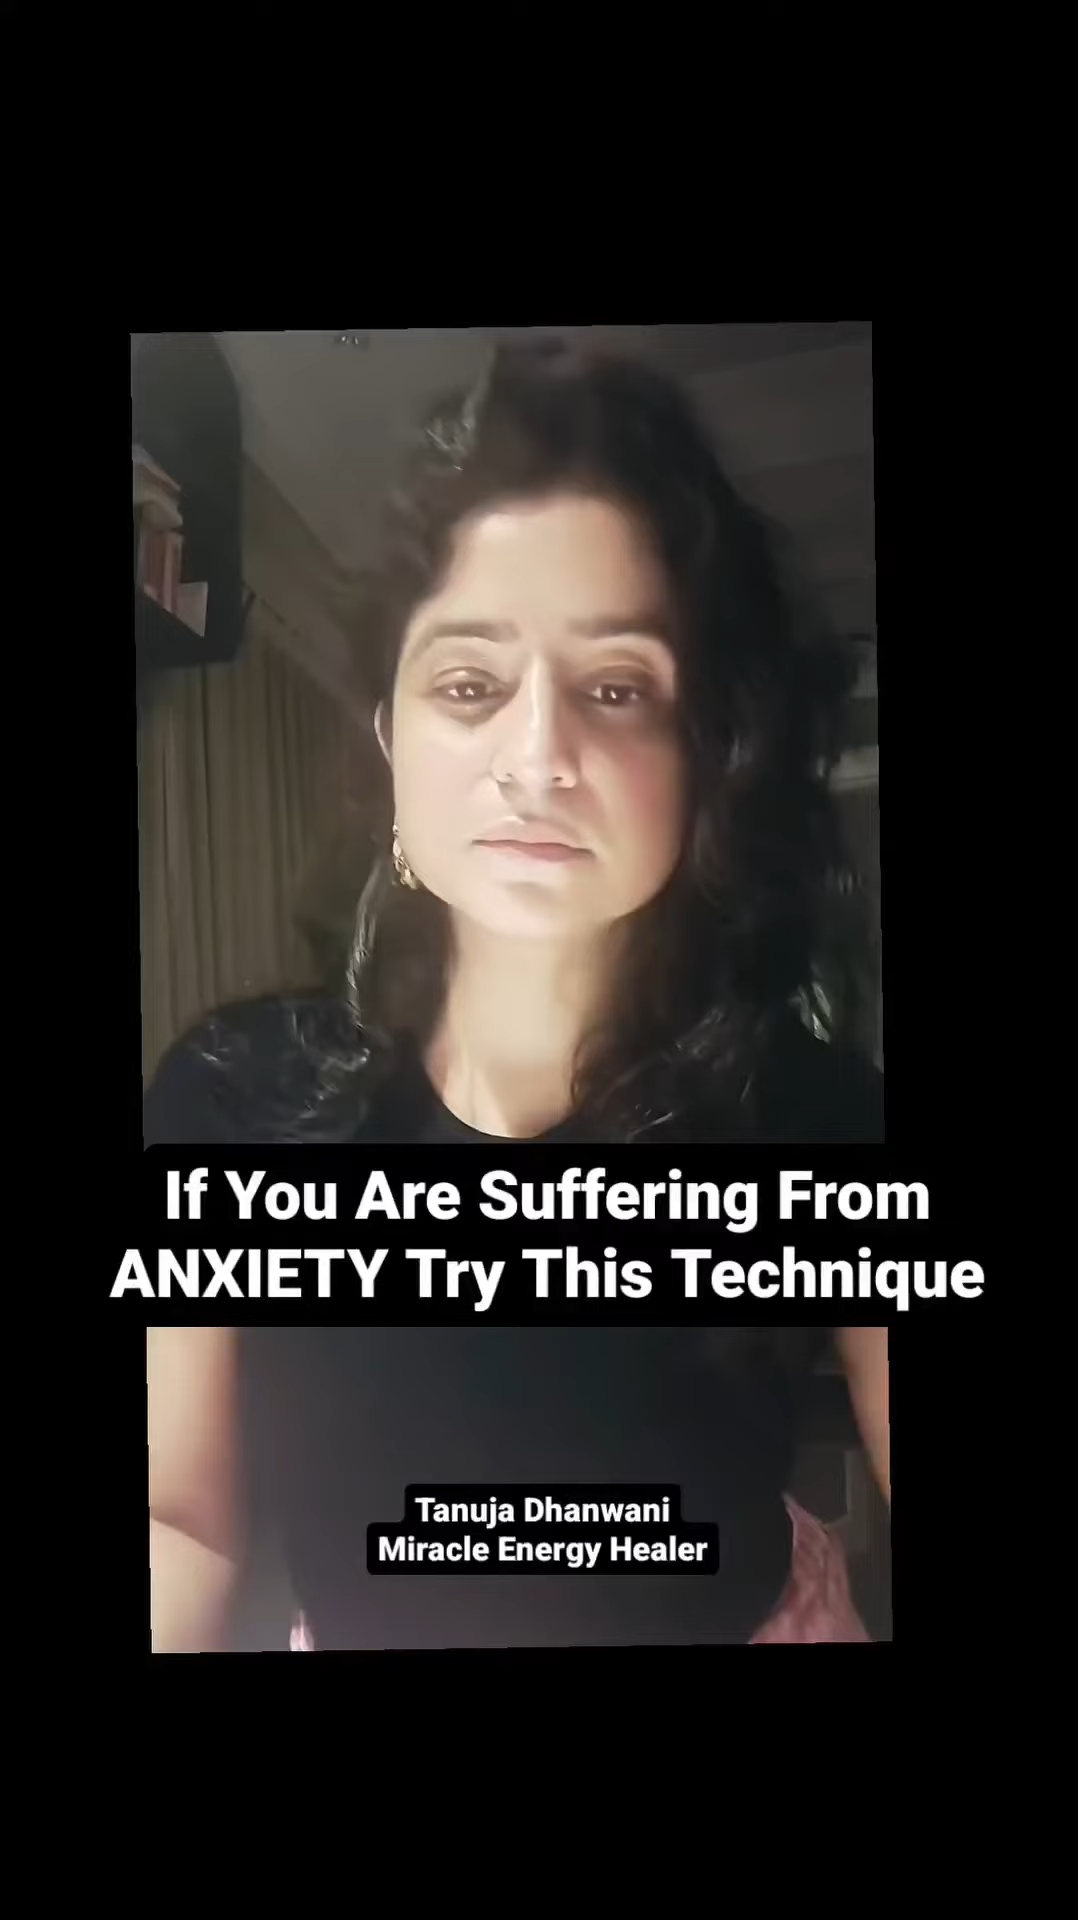 If You Are Suffering From
ANXIETY Try This Technique
Tanuja Dhanwani
Miracle Energy Healer